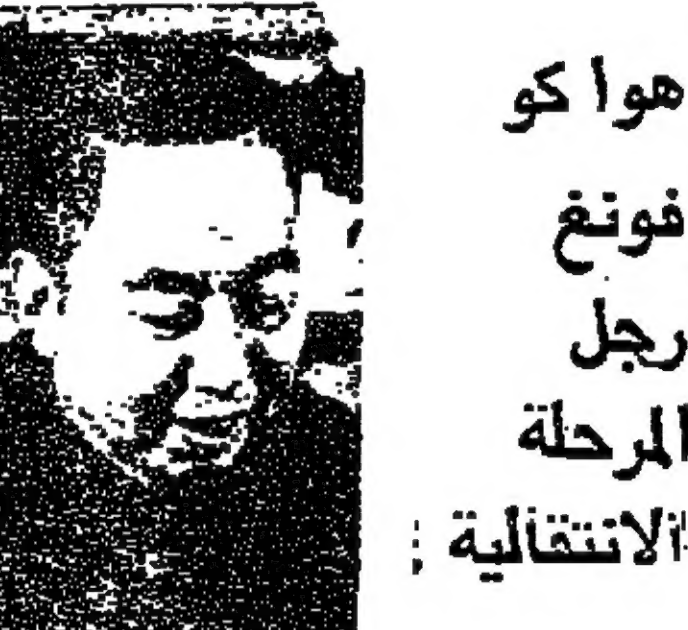 هوا كو
فونغ
رجل
المرحلة
الانتقالية :